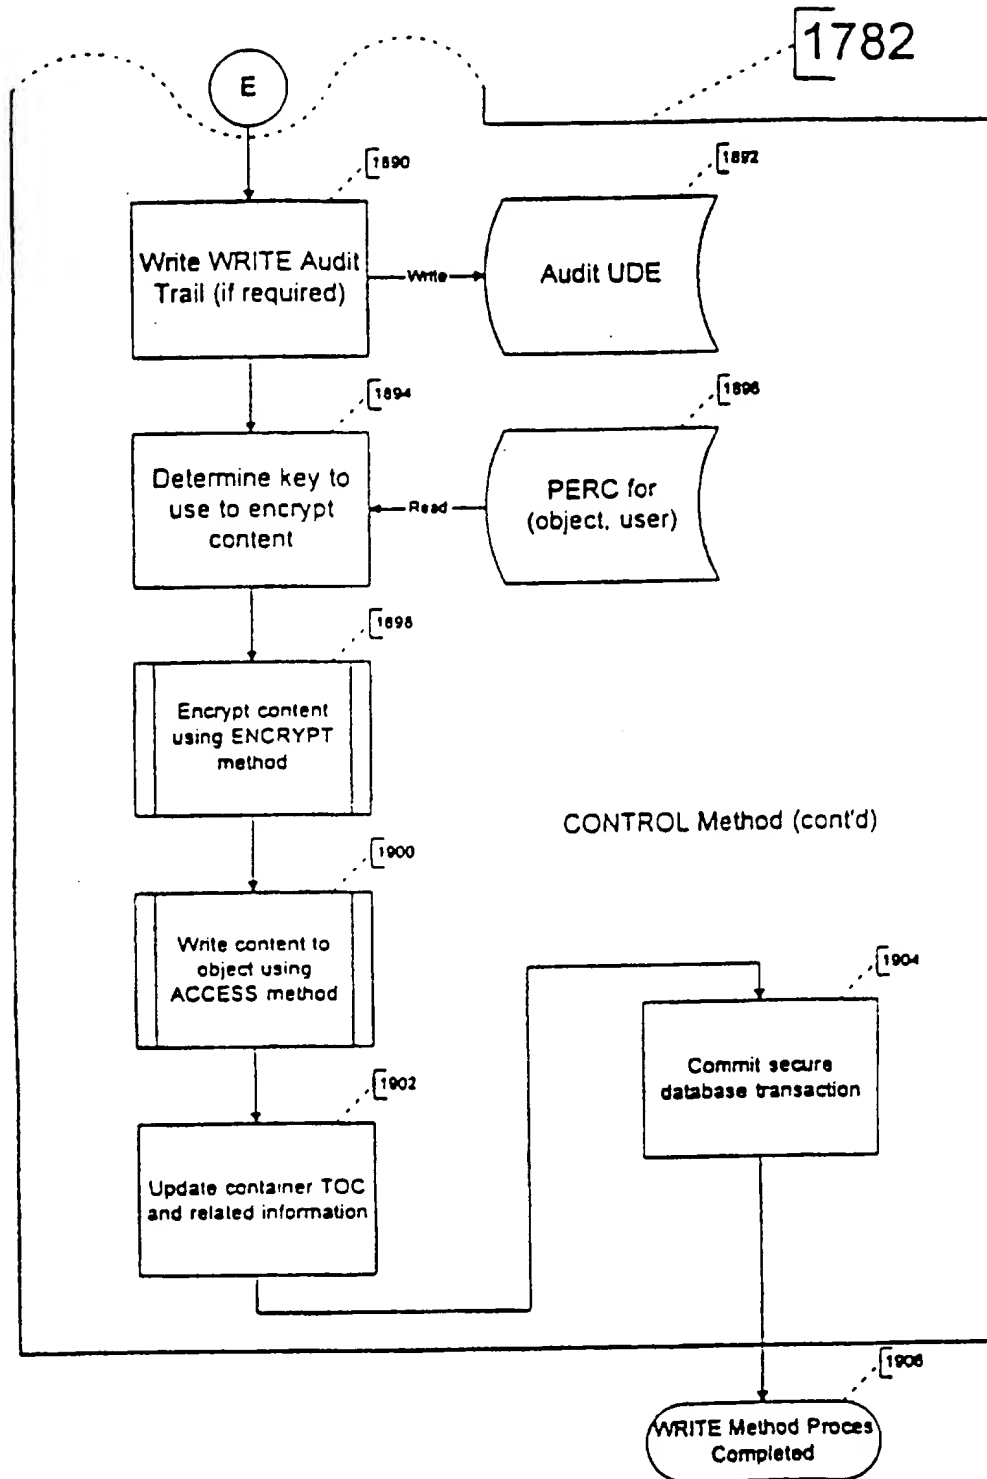 1782
E
1890
Write WRITE Audit
Trail (if required)
Write
1892
Audit UDE
1894
Determine key to
use to encrypt
content
Read
1896
PERC for
(object, user)
1898
Encrypt content
using ENCRYPT
method
CONTROL Method (cont'd)
1900
Write content to
object using
ACCESS method
1902
Update container TOC
and related information
1904
Commit secure
database transaction
1906
WRITE Method Proces
Completed